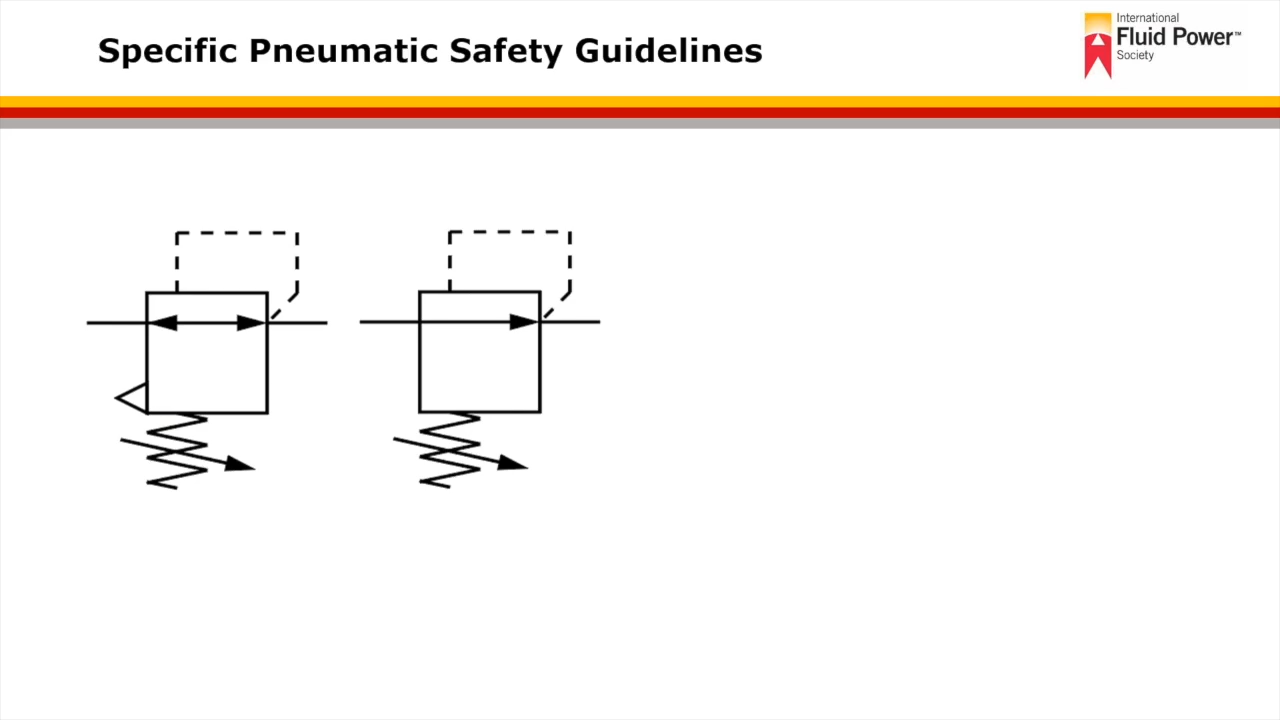 Specific Pneumatic Safety Guidelines
International
Fluid Power™
Society